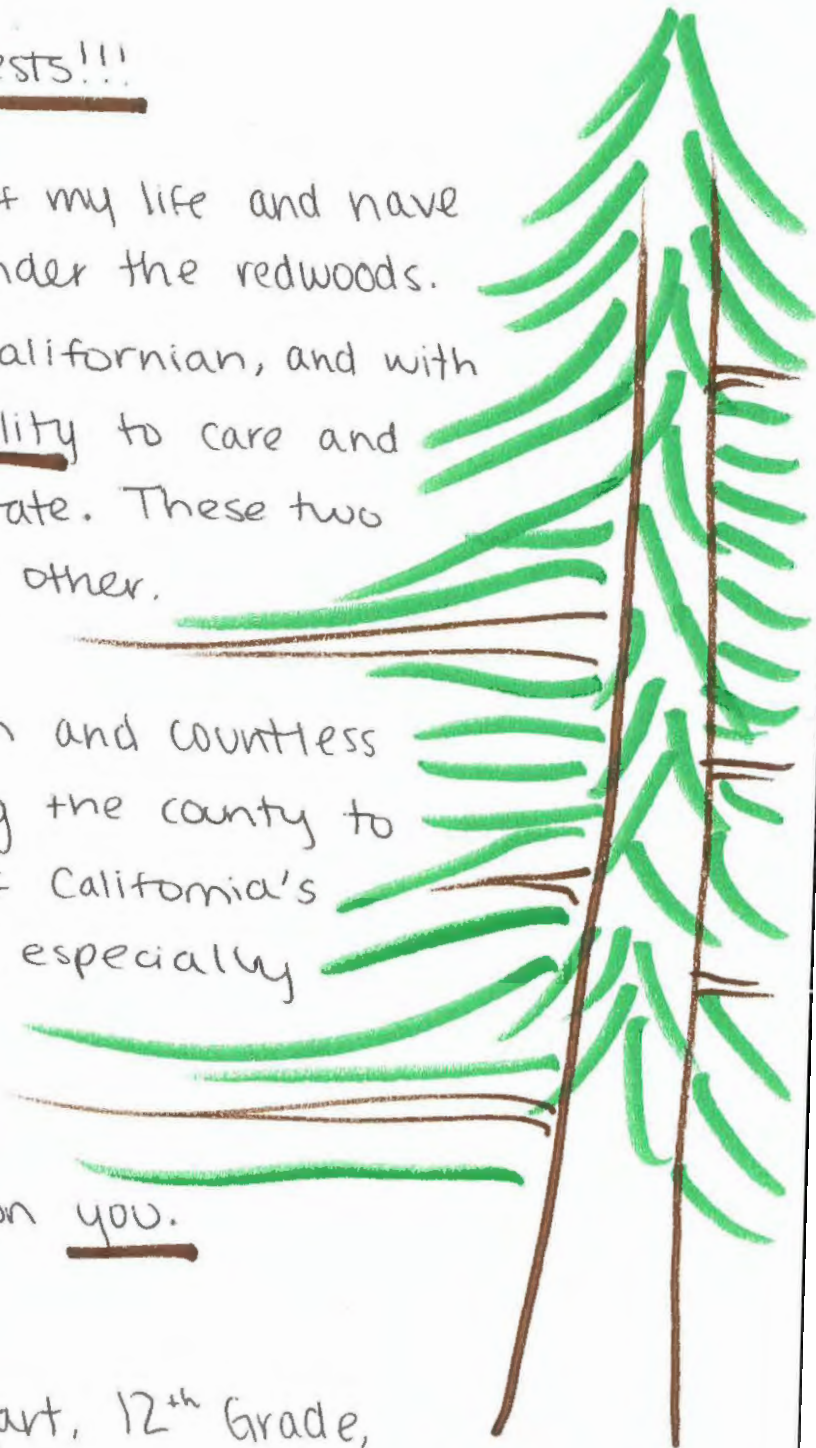 ests!!!
f my life and have
nder the redwoods.
alifornian, and with
lity to care and
ate. These two
other.
n and countless
g the county to
f California's
especially
on you.
art, 12th Grade,